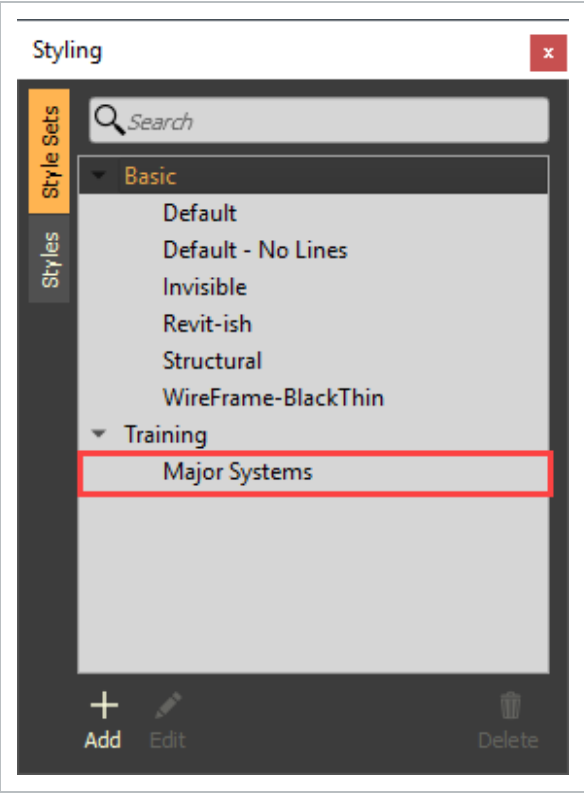 Styling
x
Style Sets
Styles
Search
Basic
Default
Default - No Lines
Invisible
Revit-ish
Structural
WireFrame-BlackThin
Training
Major Systems
Add Edit Delete